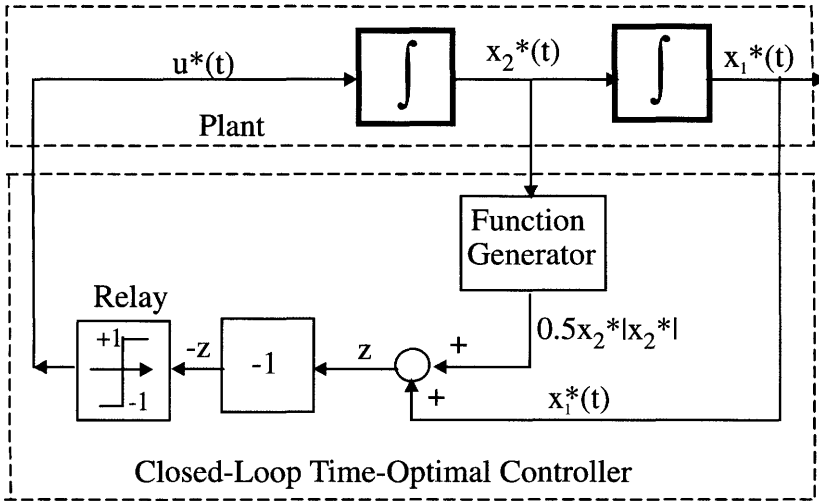 u*(t)
∫
x₂*(t)
∫
x₁*(t)
Plant
Function
Generator
Relay
+1
-1
-z
-1
z
+
+
0.5x₂*|x₂*|
x₁*(t)
Closed-Loop Time-Optimal Controller